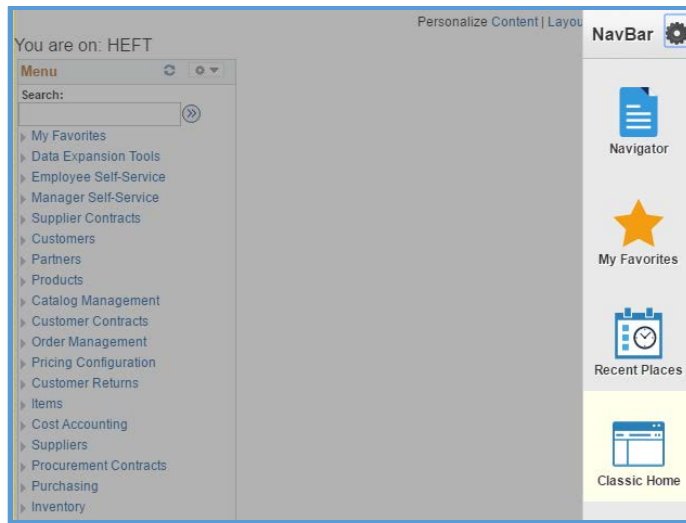 Personalize Content | Layou
You are on: HEFT
Menu
Search:
My Favorites
Data Expansion Tools
Employee Self-Service
Manager Self-Service
Supplier Contracts
Customers
Partners
Products
Catalog Management
Customer Contracts
Order Management
Pricing Configuration
Customer Returns
Items
Cost Accounting
Suppliers
Procurement Contracts
Purchasing
Inventory
NavBar
Navigator
My Favorites
Recent Places
Classic Home